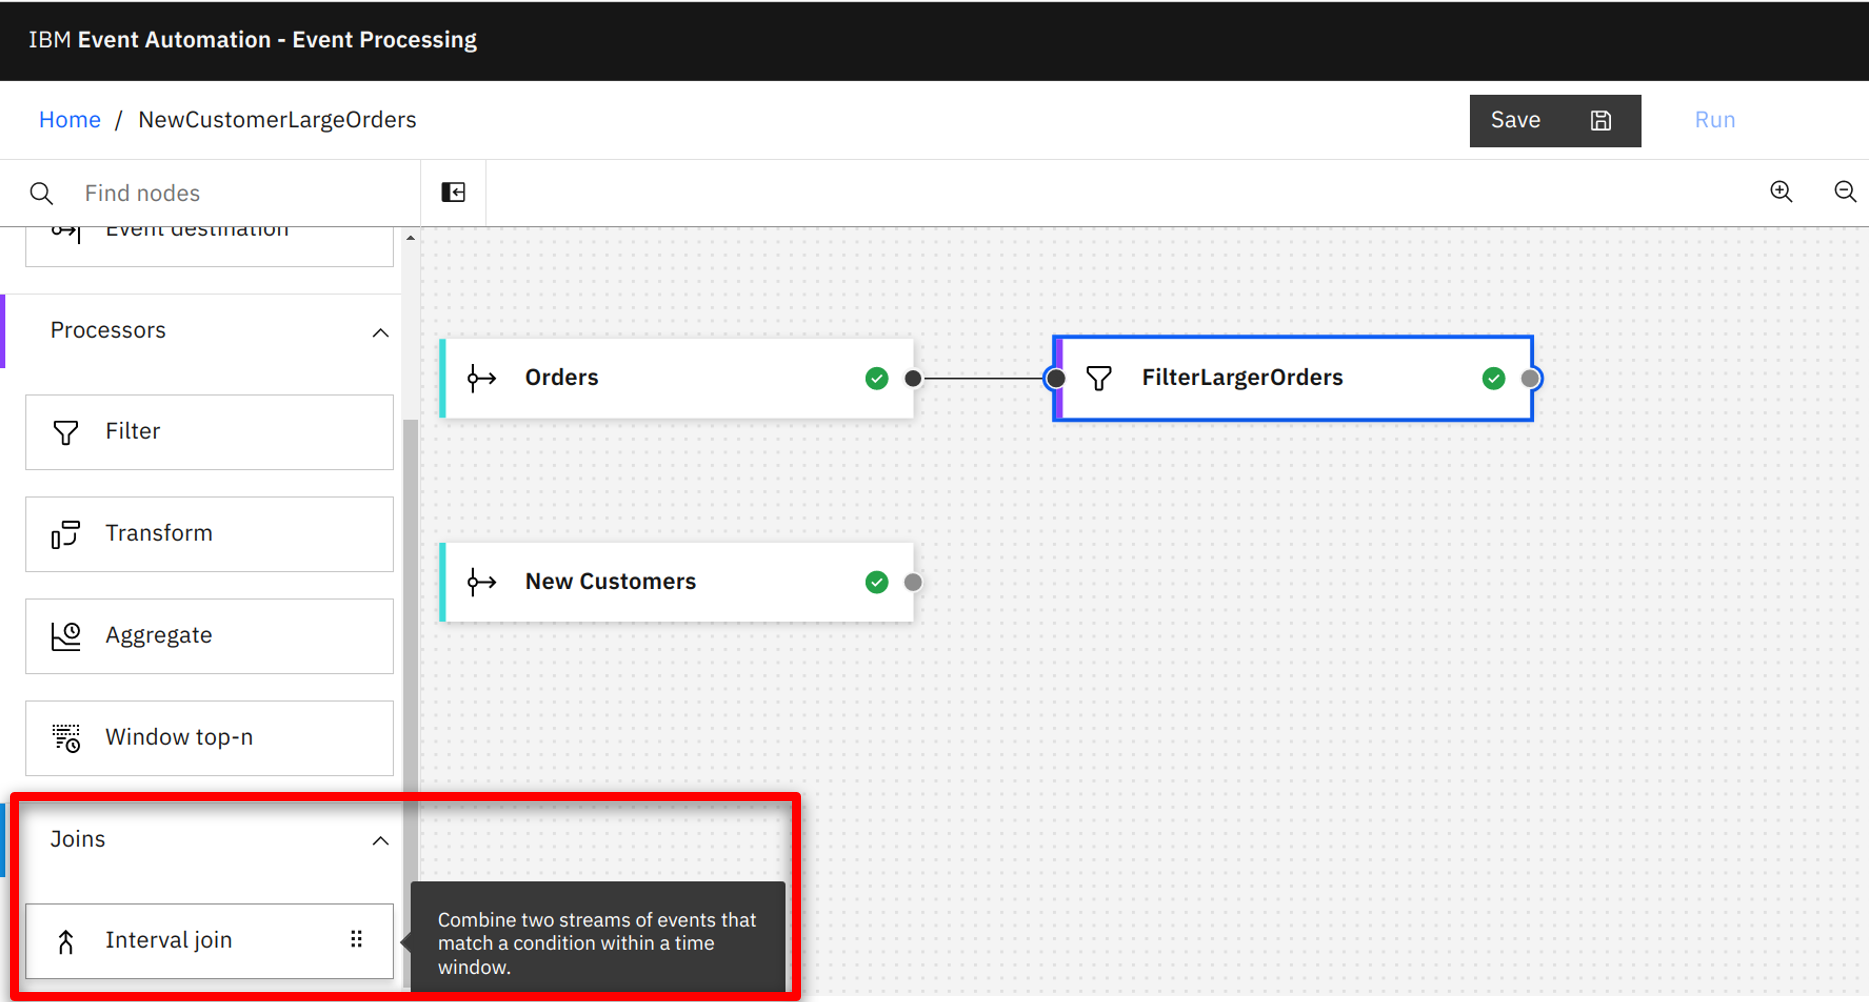 IBM Event Automation - Event Processing
Home / NewCustomerLargeOrders
Save
Run
Find nodes
Event destination
Processors
Filter
Transform
Aggregate
Window top-n
Joins
Interval join
Combine two streams of events that
match a condition within a time
window.
Orders
FilterLargerOrders
New Customers